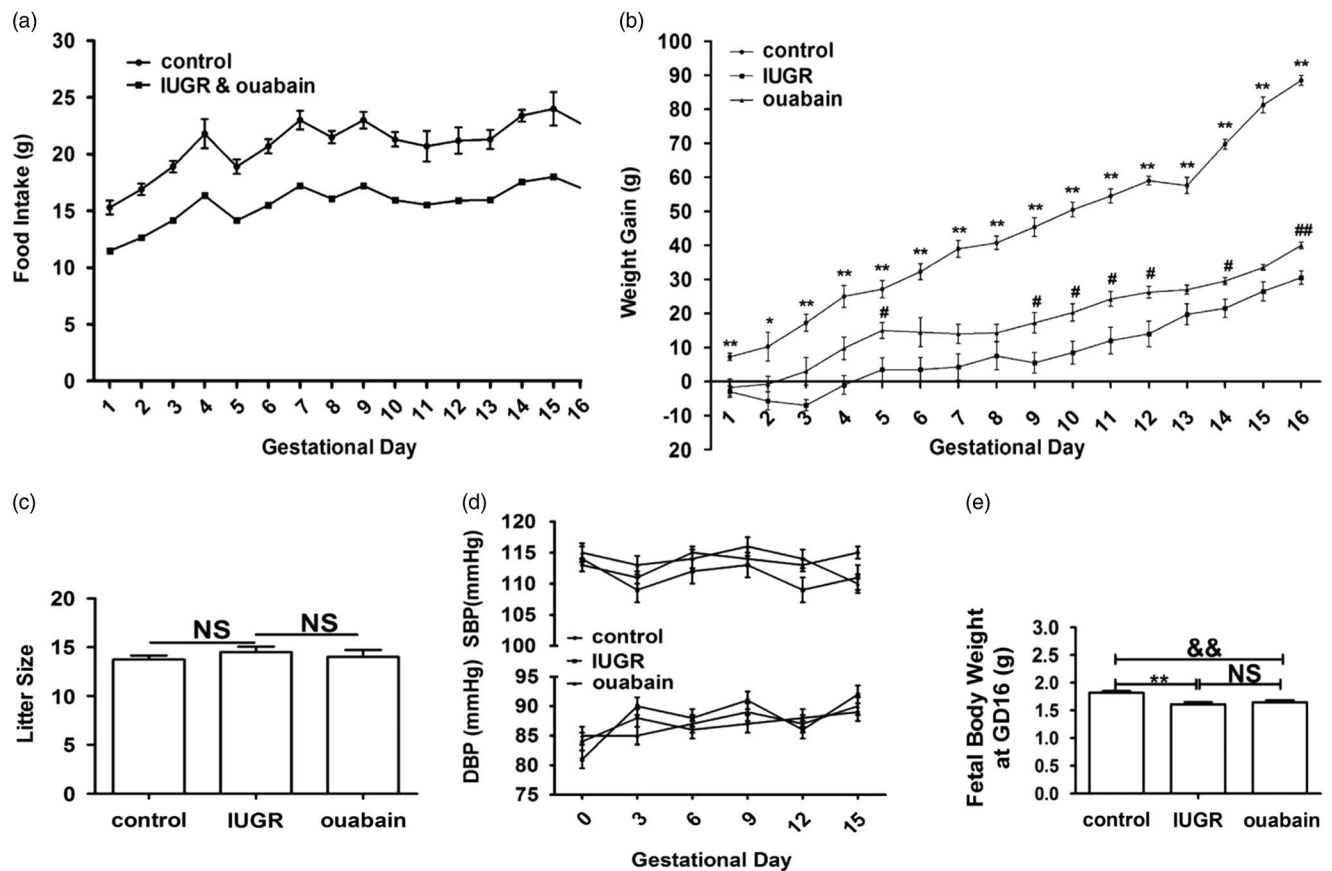 (a)
30
25
20
15
10
5
0
Food Intake (g)
control
IUGR & ouabain
1 2 3 4 5 6 7 8 9 10 11 12 13 14 15 16
Gestational Day
(b)
100
90
80
70
60
50
40
30
20
10
0
-10
20
Weight Gain (g)
control
IUGR
ouabain
** * ** ** ** ** ** ** ** ** ** ** ** ** ** **
# # # # # # ##
1 2 3 4 5 6 7 8 9 10 11 12 13 14 15 16
Gestational Day
(c)
20
15
10
5
0
Litter Size
NS NS
control IUGR ouabain
(d)
120
115
110
105
100
SBP(mmHg)
control
IUGR
ouabain
95
90
85
80
75
DBP (mmHg)
0 3 6 9 12 15
Gestational Day
(e)
3.0
2.5
2.0
1.5
1.0
0.5
0.0
Fetal Body Weight
at GD16 (g)
&&
** NS
control IUGR ouabain